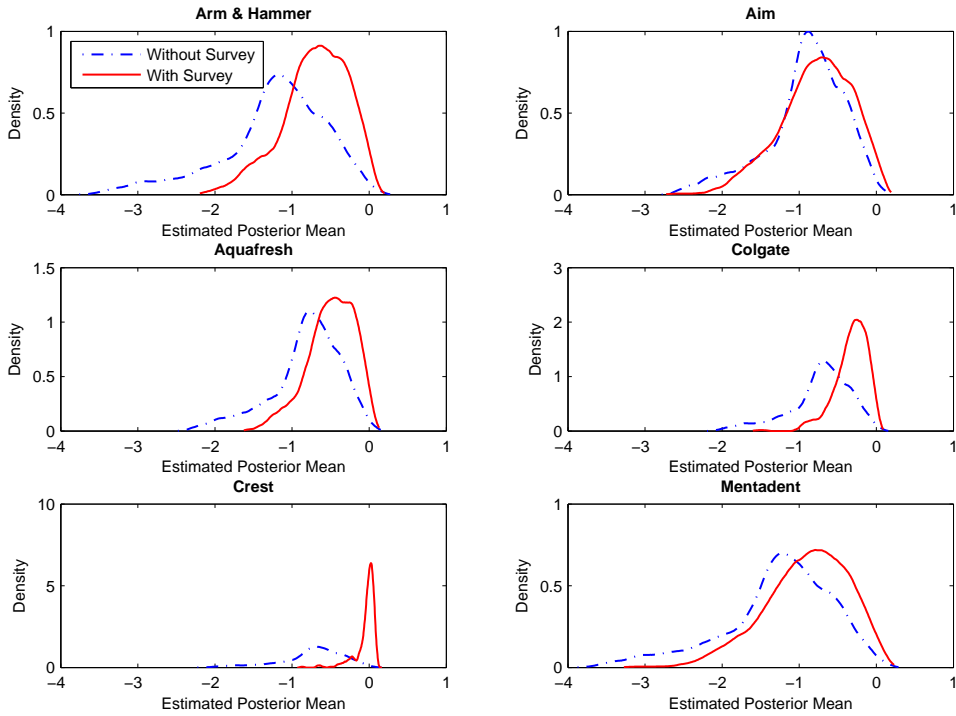 Arm & Hammer
Without Survey
With Survey
1
0.5
0
Density
−4 −3 −2 −1 0 1
Estimated Posterior Mean
Aim
1
0.5
0
Density
−4 −3 −2 −1 0 1
Estimated Posterior Mean
Aquafresh
1.5
1
0.5
0
Density
−4 −3 −2 −1 0 1
Estimated Posterior Mean
Colgate
3
2
1
0
Density
−4 −3 −2 −1 0 1
Estimated Posterior Mean
Crest
10
5
0
Density
−4 −3 −2 −1 0 1
Estimated Posterior Mean
Mentadent
1
0.5
0
Density
−4 −3 −2 −1 0 1
Estimated Posterior Mean